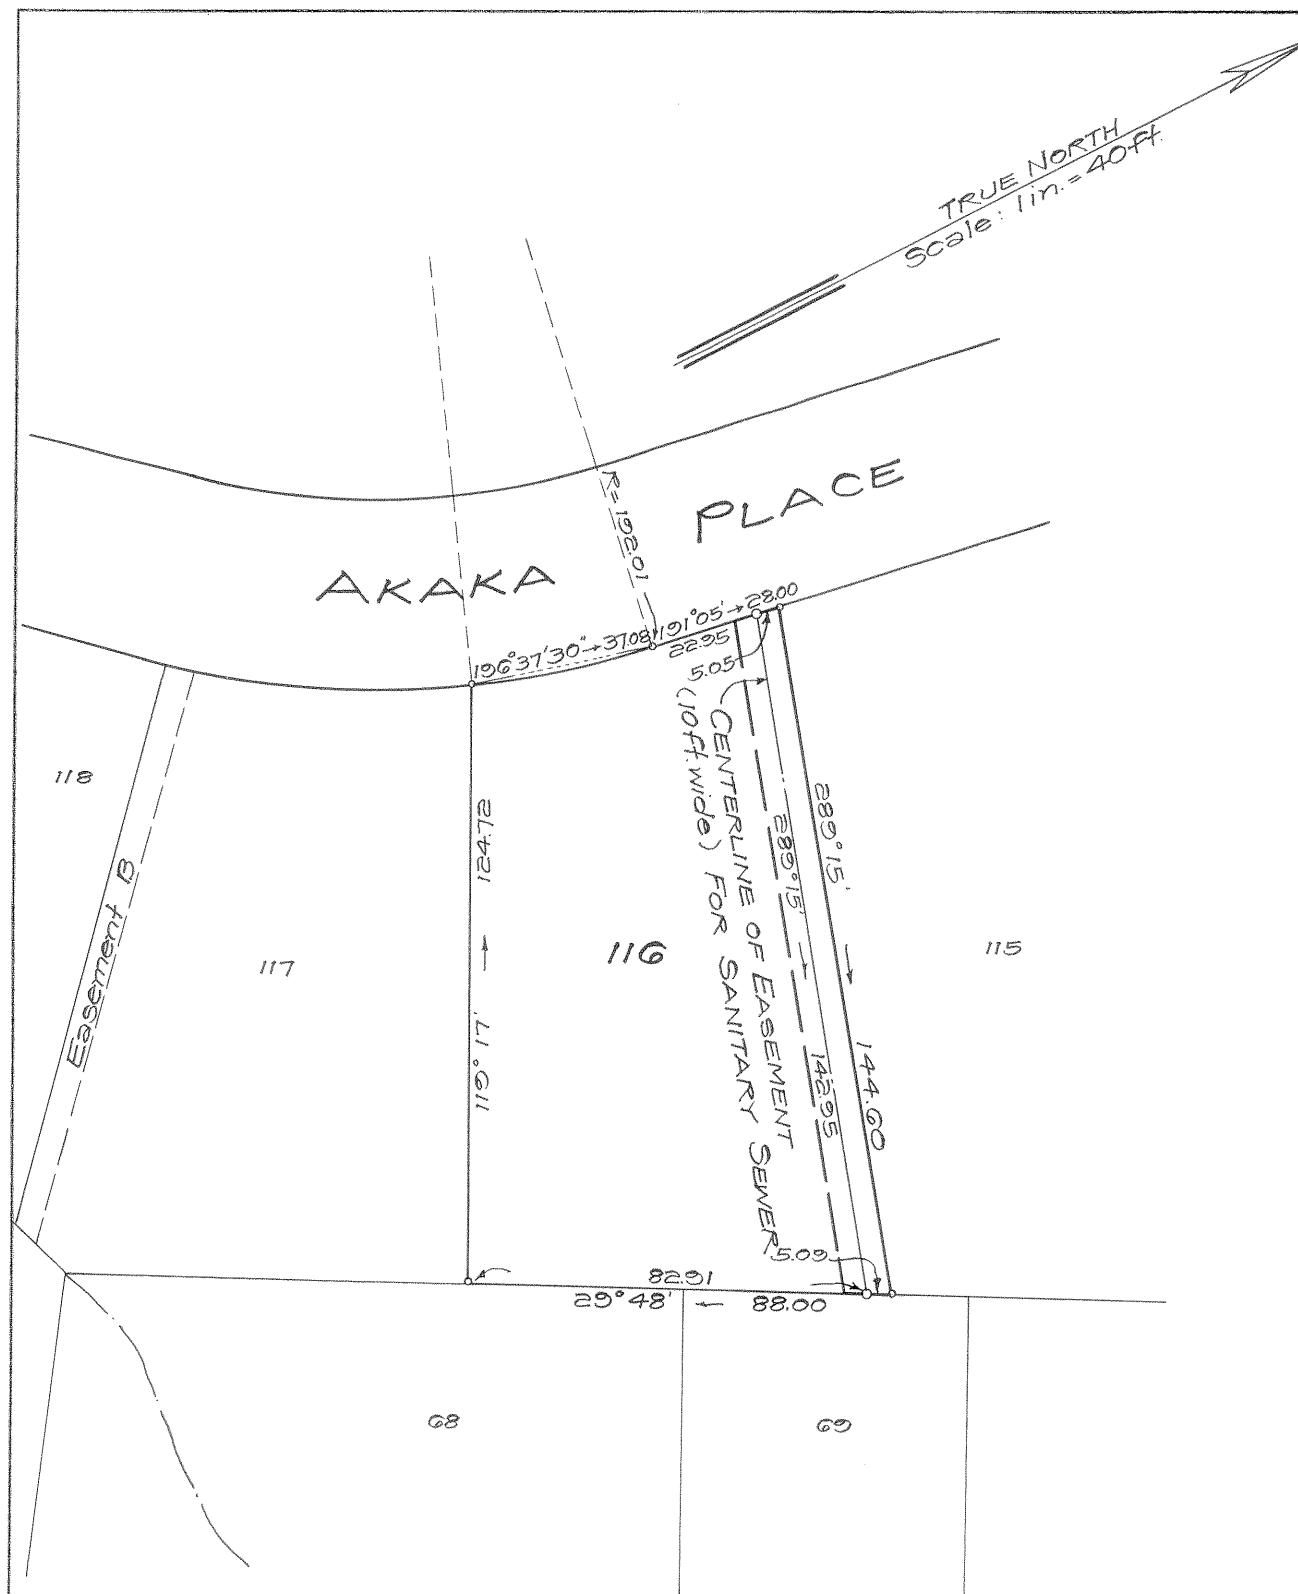 TRUE NORTH
Scale: 1in.=40ft.
AKAKA PLACE
R=192.01
196°37'30" → 37.08
191°05' → 28.00
22.95
5.05
118
Easement B
117
124.72
119° 17'
116
CENTERLINE OF EASEMENT
(10ft. wide) FOR SANITARY SEWER
289°15'
142.95
289°15'
144.60
115
5.09
82.91
29°48' ← 88.00
68
69